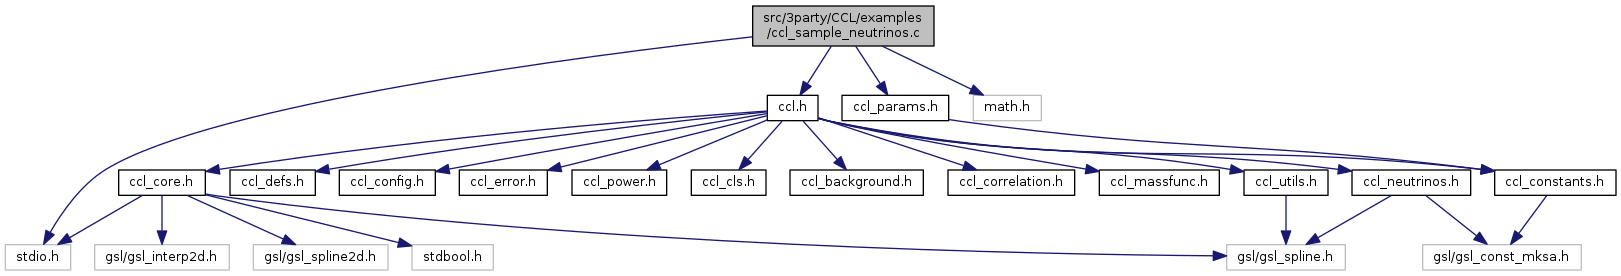 src/3party/CCL/examples
/ccl_sample_neutrinos.c
ccl.h
ccl_params.h
math.h
ccl_core.h
ccl_defs.h
ccl_config.h
ccl_error.h
ccl_power.h
ccl_cls.h
ccl_background.h
ccl_correlation.h
ccl_massfunc.h
ccl_utils.h
ccl_neutrinos.h
ccl_constants.h
stdio.h
gsl/gsl_interp2d.h
gsl/gsl_spline2d.h
stdbool.h
gsl/gsl_spline.h
gsl/gsl_const_mksa.h